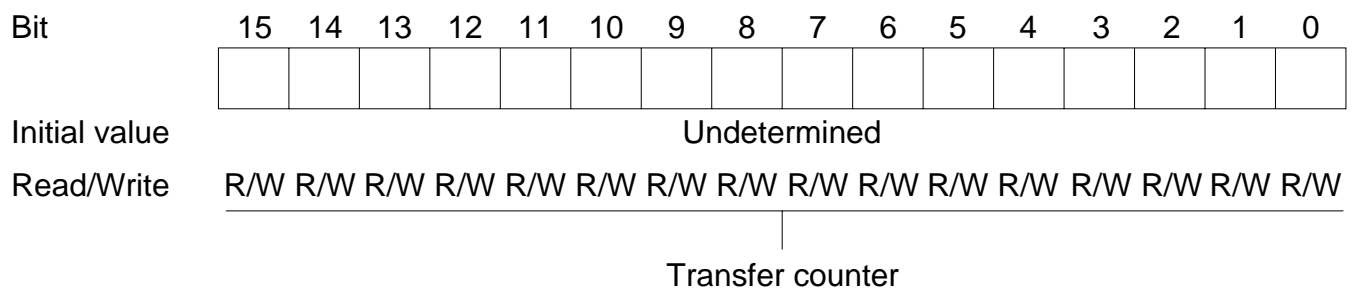 Bit 15 14 13 12 11 10 9 8 7 6 5 4 3 2 1 0
Initial value Undetermined
Read/Write R/W R/W R/W R/W R/W R/W R/W R/W R/W R/W R/W R/W R/W R/W R/W R/W
Transfer counter